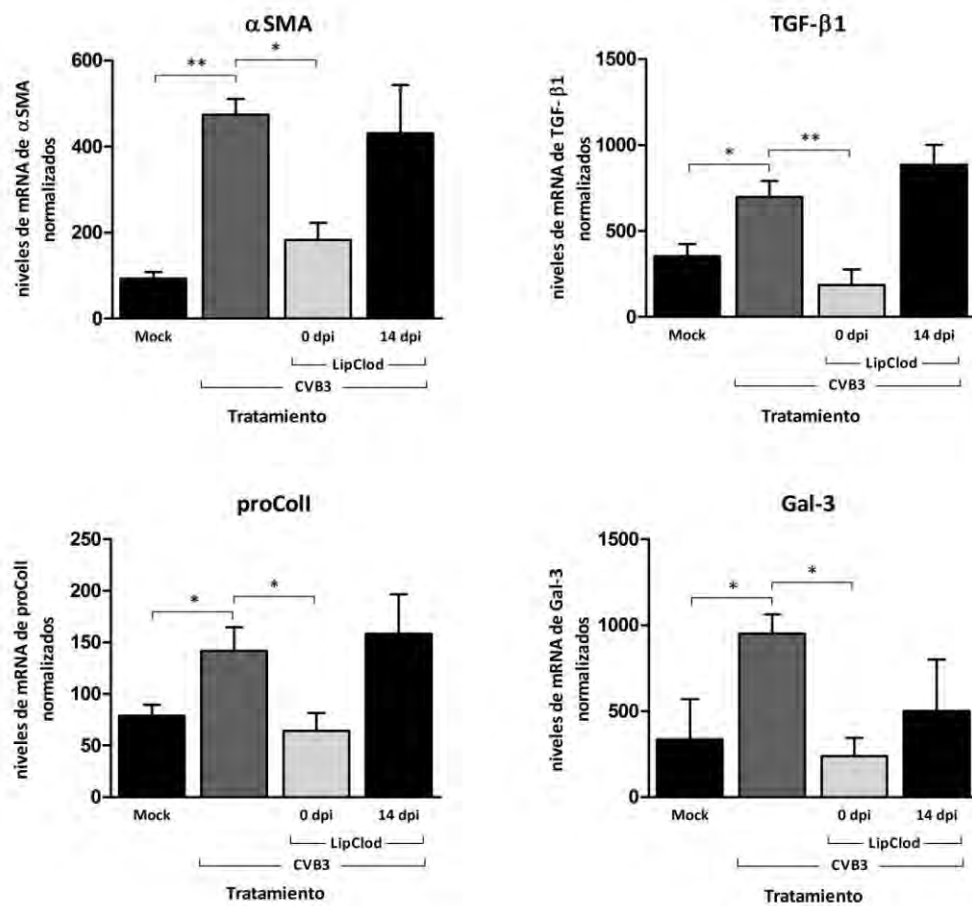 αSMA
niveles de mRNA de αSMA
normalizados
600
400
200
0
**
*
Mock
0 dpi
14 dpi
LipClod
CVB3
Tratamiento
TGF-β1
niveles de mRNA de TGF- β1
normalizados
1500
1000
500
0
*
**
Mock
0 dpi
14 dpi
LipClod
CVB3
Tratamiento
proColI
niveles de mRNA de proColI
normalizados
250
200
150
100
50
0
*
*
Mock
0 dpi
14 dpi
LipClod
CVB3
Tratamiento
Gal-3
niveles de mRNA de Gal-3
normalizados
1500
1000
500
0
*
*
Mock
0 dpi
14 dpi
LipClod
CVB3
Tratamiento